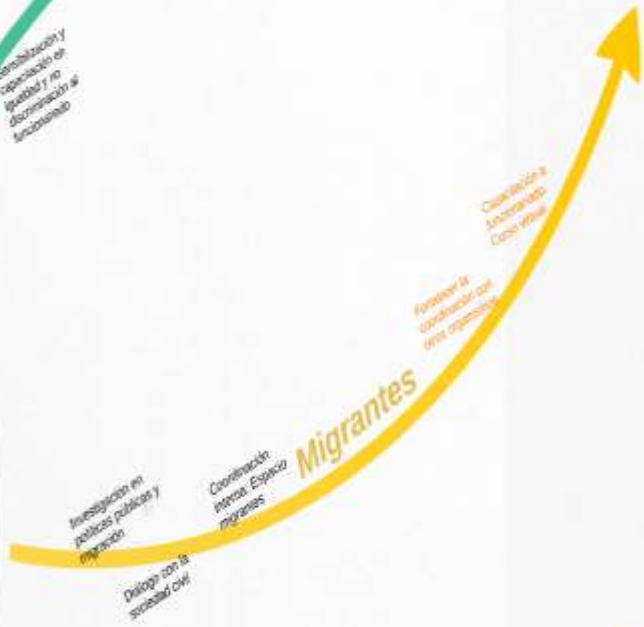 sensibilización y
capacitación en
igualdad y no
discriminación al
funcionariado
Capacitación a
funcionariado.
Curso virtual
Fortalecer la
coordinación con
otros organismos
Migrantes
Coordinación
interna: Espacio
migrantes
Investigación en
políticas públicas y
migración
Diálogo con la
sociedad civil